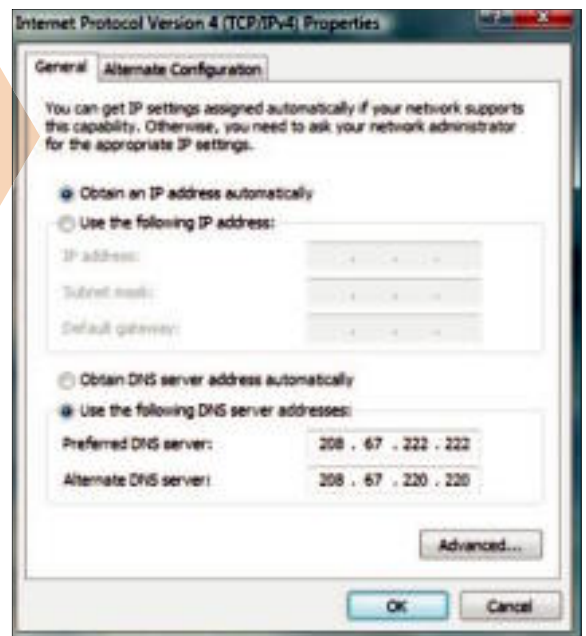 Internet Protocol Version 4 (TCP/IPv4) Properties
General Alternate Configuration
You can get IP settings assigned automatically if your network supports
this capability. Otherwise, you need to ask your network administrator
for the appropriate IP settings.
Obtain an IP address automatically
Use the following IP address:
IP address:
Subnet mask:
Default gateway:
Obtain DNS server address automatically
Use the following DNS server addresses:
Preferred DNS server: 208 . 67 . 222 . 222
Alternate DNS server: 208 . 67 . 220 . 220
Advanced...
OK Cancel